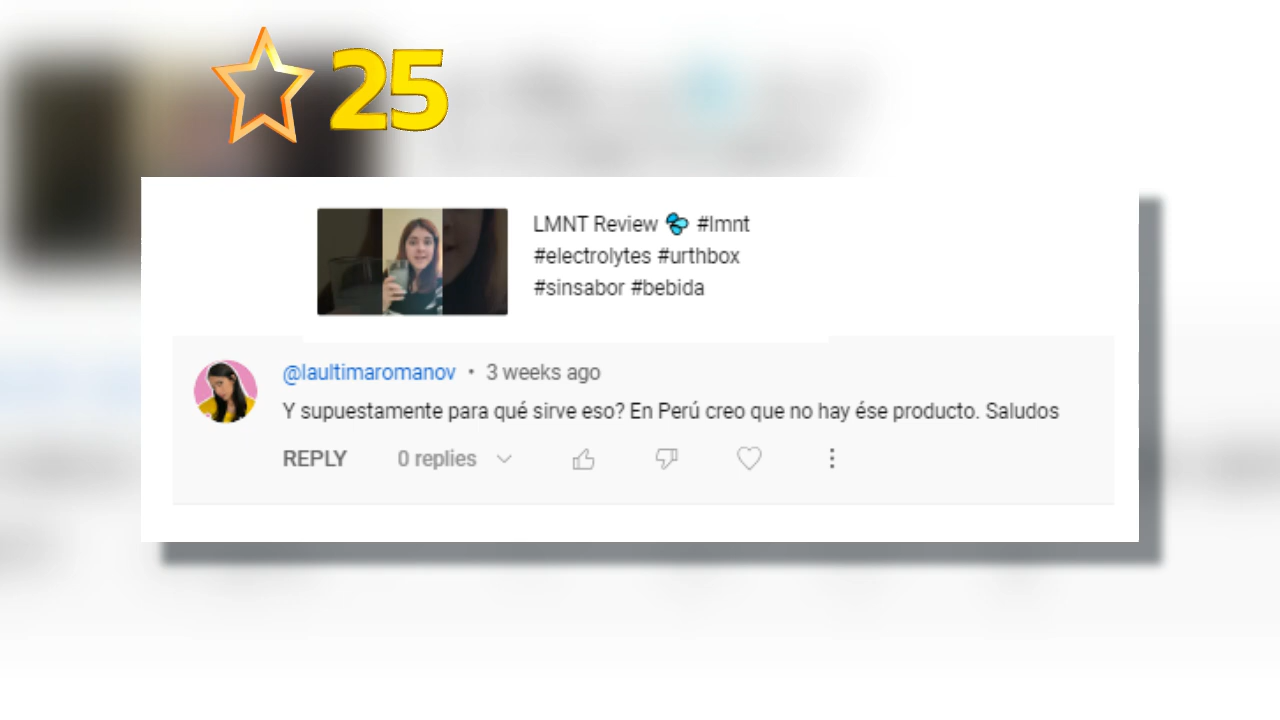 25
LMNT Review 💦 #lmnt
#electrolytes #urthbox
#sinsabor #bebida
@laultimaromanov • 3 weeks ago
Y supuestamente para qué sirve eso? En Perú creo que no hay ése producto. Saludos
REPLY 0 replies